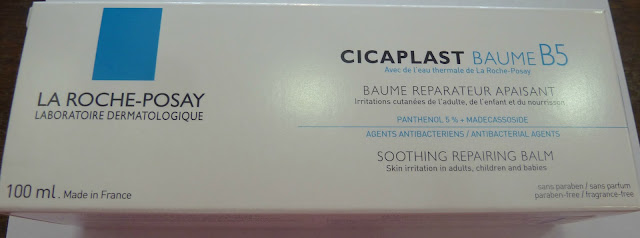 LA ROCHE-POSAY
LABORATOIRE DERMATOLOGIQUE
100 ml. Made in France
CICAPLAST BAUME B5
Avec de l'eau thermale de La Roche-Posay
BAUME REPARATEUR APAISANT
Irritations cutanées de l'adulte, de l'enfant et du nourrisson
PANTHENOL 5 % + MADECASSOSIDE
AGENTS ANTIBACTERIENS / ANTIBACTERIAL AGENTS
SOOTHING REPAIRING BALM
Skin irritation in adults, children and babies
sans paraben / sans parfum
paraben-free / fragrance-free